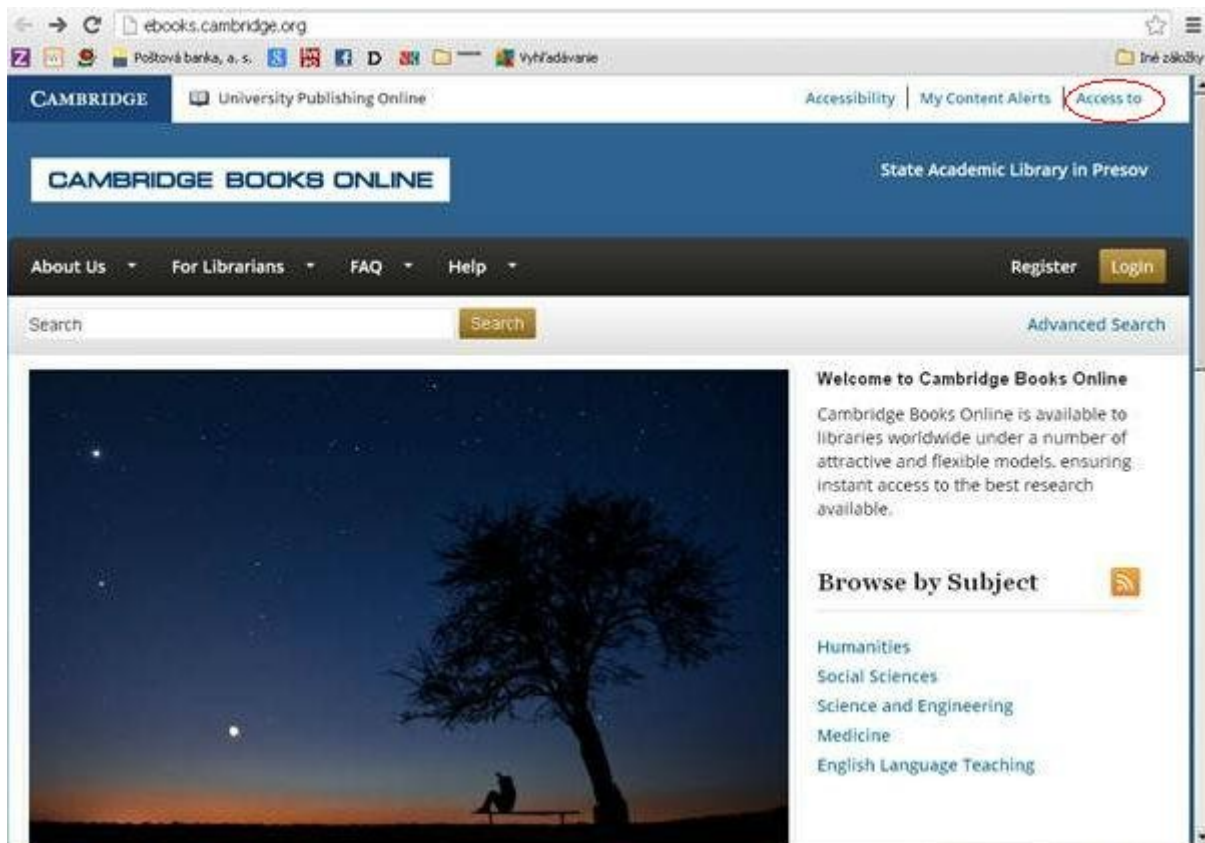 ebooks.cambridge.org
Z Poštová banka, a. s. 8 f D Vyhľadávanie Iné záložky
CAMBRIDGE University Publishing Online Accessibility My Content Alerts Access to
CAMBRIDGE BOOKS ONLINE State Academic Library in Presov
About Us For Librarians FAQ Help Register Login
Search Search Advanced Search
Welcome to Cambridge Books Online
Cambridge Books Online is available to
libraries worldwide under a number of
attractive and flexible models, ensuring
instant access to the best research
available.
Browse by Subject
Humanities
Social Sciences
Science and Engineering
Medicine
English Language Teaching